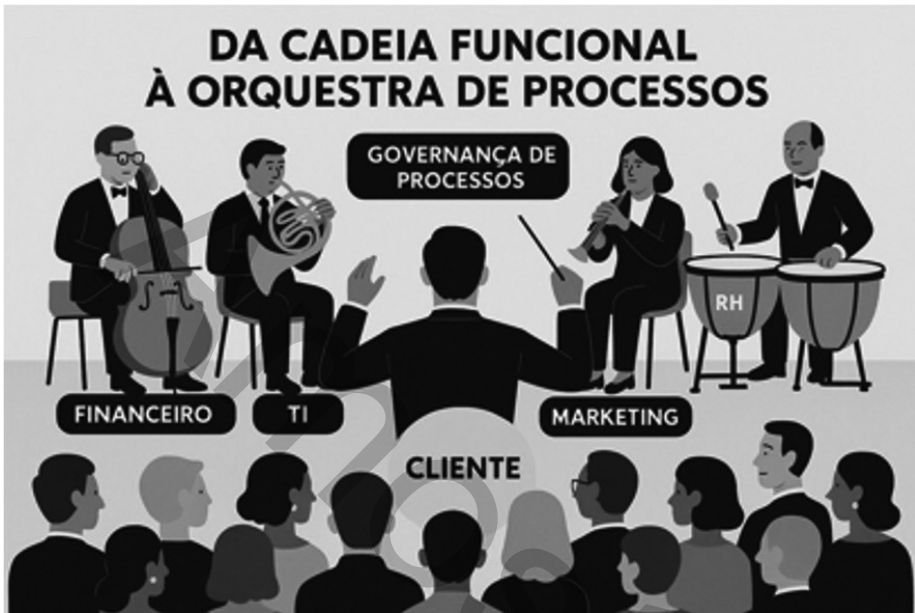 DA CADEIA FUNCIONAL
À ORQUESTRA DE PROCESSOS
GOVERNANÇA DE
PROCESSOS
RH
FINANCEIRO
TI
MARKETING
CLIENTE